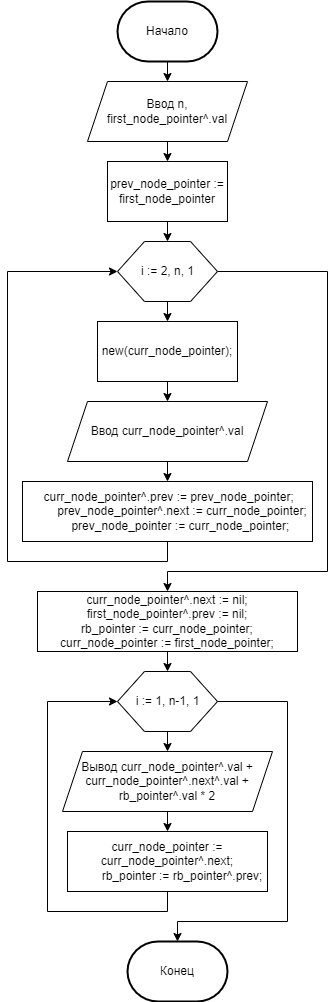 Начало
Ввод n,
first_node_pointer^.val
prev_node_pointer :=
first_node_pointer
i := 2, n, 1
new(curr_node_pointer);
Ввод curr_node_pointer^.val
curr_node_pointer^.prev := prev_node_pointer;
prev_node_pointer^.next := curr_node_pointer;
prev_node_pointer := curr_node_pointer;
curr_node_pointer^.next := nil;
first_node_pointer^.prev := nil;
rb_pointer := curr_node_pointer;
curr_node_pointer := first_node_pointer;
i := 1, n-1, 1
Вывод curr_node_pointer^.val +
curr_node_pointer^.next^.val +
rb_pointer^.val * 2
curr_node_pointer :=
curr_node_pointer^.next;
rb_pointer := rb_pointer^.prev;
Конец